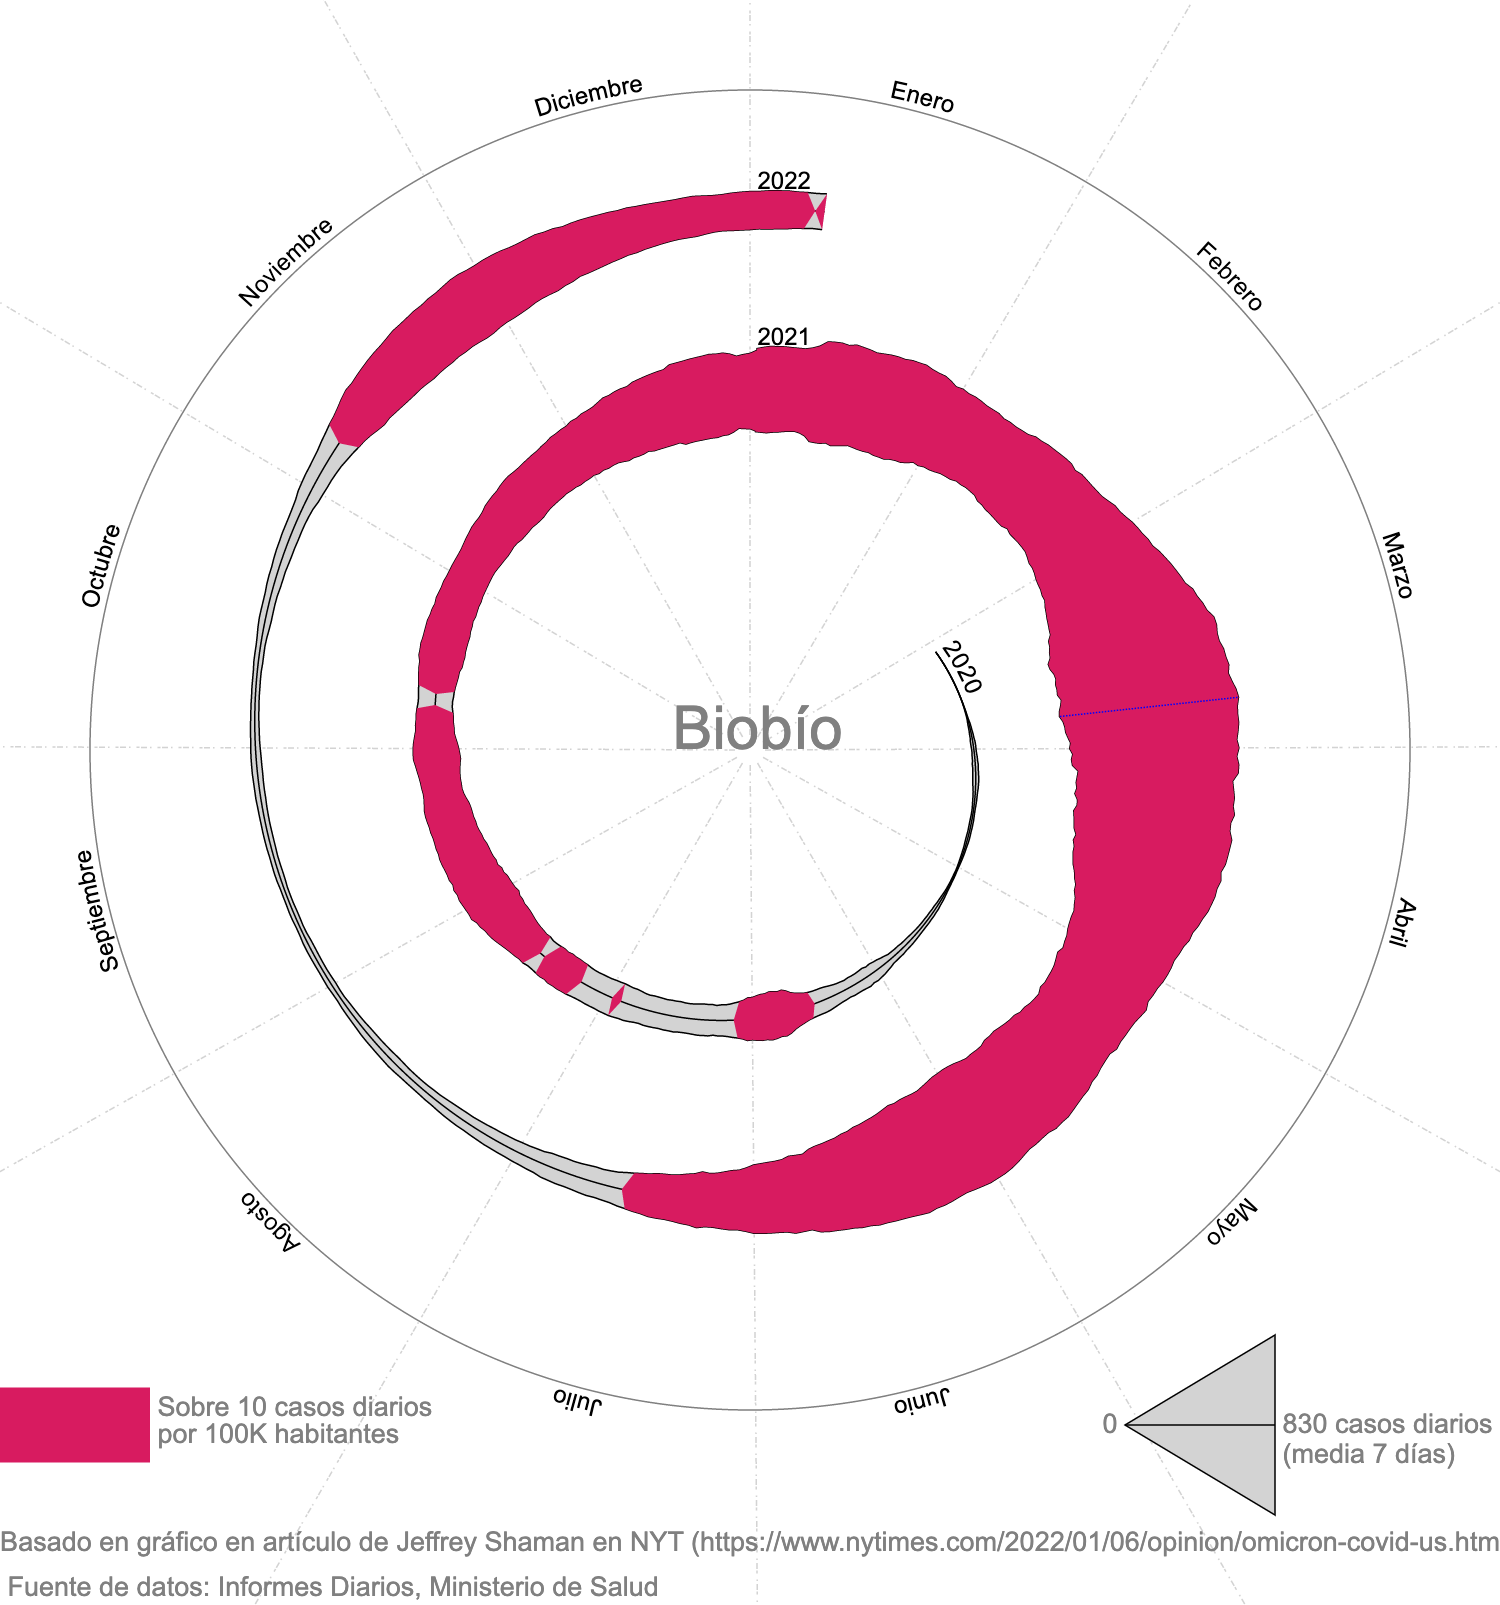 Diciembre
Enero
Noviembre
Febrero
2022
2021
Octubre
Marzo
2020
Biobío
Septiembre
Abril
Agosto
Mayo
Julio
Junio
Sobre 10 casos diarios
por 100K habitantes
0
830 casos diarios
(media 7 días)
Basado en gráfico en artículo de Jeffrey Shaman en NYT (https://www.nytimes.com/2022/01/06/opinion/omicron-covid-us.htm
Fuente de datos: Informes Diarios, Ministerio de Salud